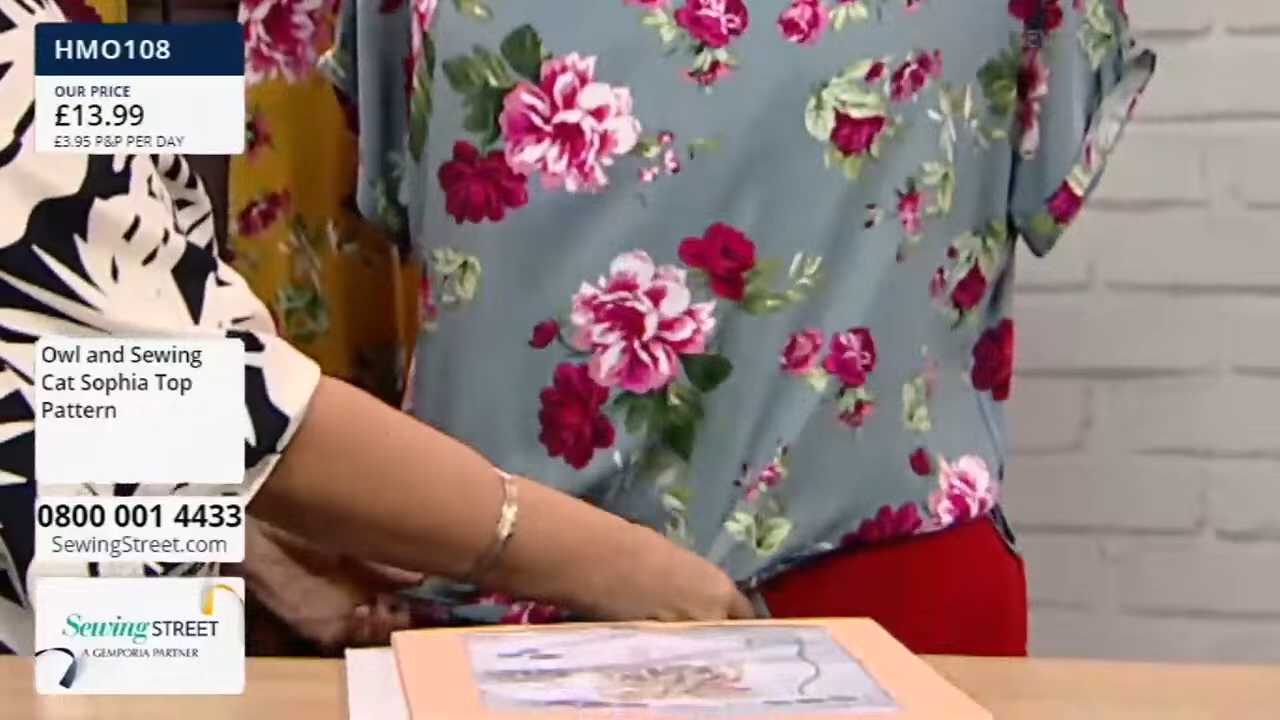 HMO108
OUR PRICE
£13.99
£3.95 P&P PER DAY
Owl and Sewing
Cat Sophia Top
Pattern
0800 001 4433
SewingStreet.com
Sewing STREET
A GEMPORIA PARTNER